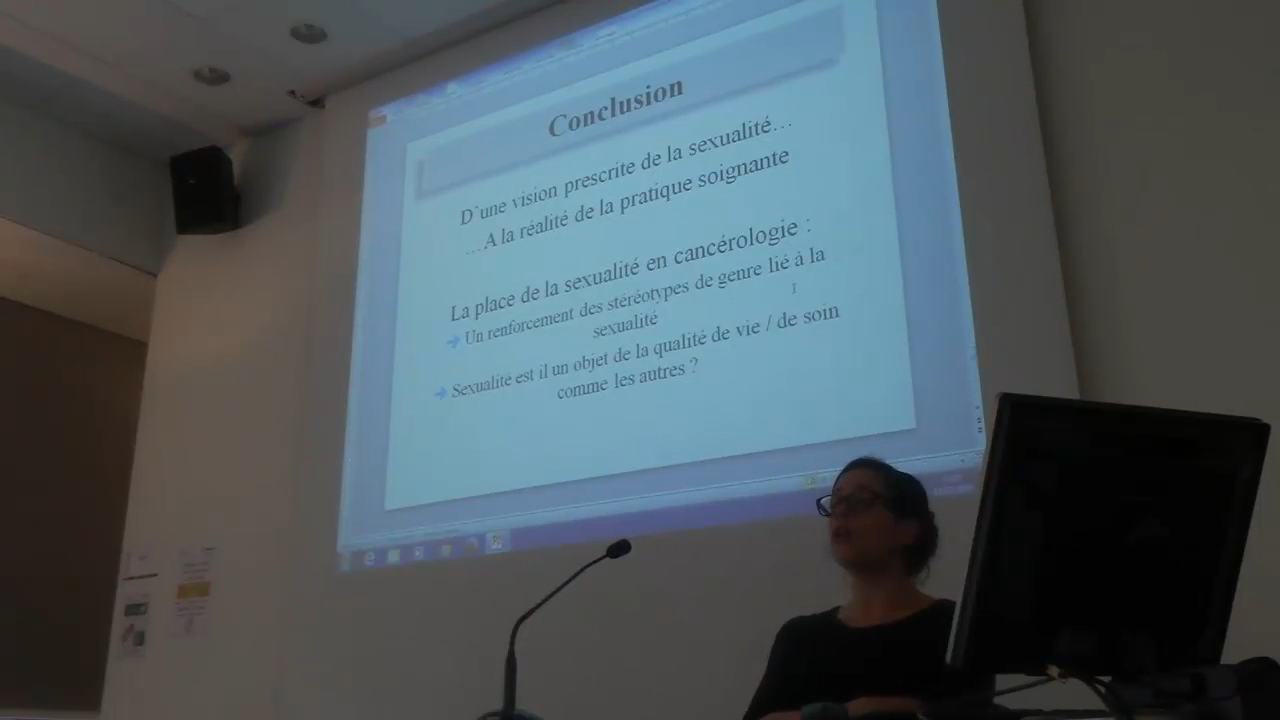 Conclusion
D'une vision prescrite de la sexualité…
…A la réalité de la pratique soignante
La place de la sexualité en cancérologie :
Un renforcement des stéréotypes de genre lié à la
sexualité
Sexualité est il un objet de la qualité de vie / de soin
comme les autres ?